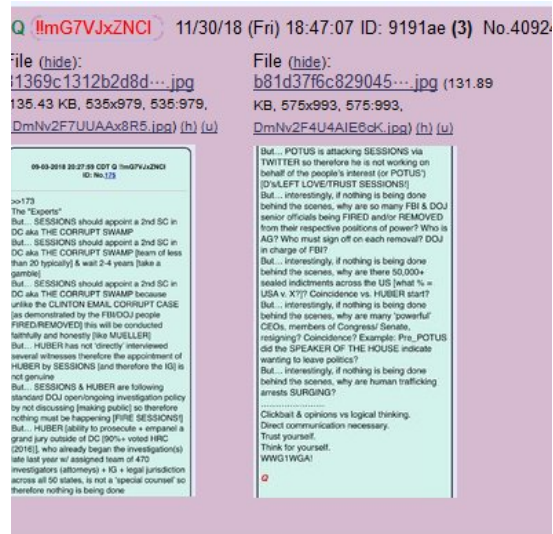 Q !!mG7VJxZNCI 11/30/18 (Fri) 18:47:07 ID: 9191ae (3) No.40924
File (hide):
31369c1312b2d8d⋯.jpg
135.43 KB, 535x979, 535:979,
DmNv2F7UUAAx8R5.jpg) (h) (u)
09-03-2018 20:27:59 CDT Q !!mG7VJxZNCI
ID: No.175
>>173
The "Experts"
But... SESSIONS should appoint a 2nd SC in
DC aka THE CORRUPT SWAMP
But... SESSIONS should appoint a 2nd SC in
DC aka THE CORRUPT SWAMP [team of less
than 20 typically] & wait 2-4 years [take a
gamble]
But... SESSIONS should appoint a 2nd SC in
DC aka THE CORRUPT SWAMP because
unlike the CLINTON EMAIL CORRUPT CASE
[as demonstrated by the FBI/DOJ people
FIRED/REMOVED] this will be conducted
faithfully and honestly [like MUELLER]
But... HUBER has not 'directly' interviewed
several witnesses therefore the appointment of
HUBER by SESSIONS [and therefore the IG] is
not genuine
But... SESSIONS & HUBER are following
standard DOJ open/ongoing investigation policy
by not discussing [making public] so therefore
nothing must be happening [FIRE SESSIONS!]
But... HUBER [ability to prosecute + empanel a
grand jury outside of DC [90%+ voted HRC
(2016)], who already began the investigation(s)
late last year w/ assigned team of 470
investigators (attorneys) + IG + legal jurisdiction
across all 50 states, is not a 'special counsel' so
therefore nothing is being done
File (hide):
b81d37f6c829045⋯.jpg (131.89
KB, 575x993, 575:993,
DmNv2F4U4AIE6dK.jpg) (h) (u)
But... POTUS is attacking SESSIONS via
TWITTER so therefore he is not working on
behalf of the people's interest (or POTUS')
[D's/LEFT LOVE/TRUST SESSIONS!]
But... interestingly, if nothing is being done
behind the scenes, why are so many FBI & DOJ
senior officials being FIRED and/or REMOVED
from their respective positions of power? Who is
AG? Who must sign off on each removal? DOJ
in charge of FBI?
But... interestingly, if nothing is being done
behind the scenes, why are there 50,000+
sealed indictments across the US [what % =
USA v. X?]? Coincidence vs. HUBER start?
But... interestingly, if nothing is being done
behind the scenes, why are many 'powerful'
CEOs, members of Congress/ Senate,
resigning? Coincidence? Example: Pre_POTUS
did the SPEAKER OF THE HOUSE indicate
wanting to leave politics?
But... interestingly, if nothing is being done
behind the scenes, why are human trafficking
arrests SURGING?
........................
Clickbait & opinions vs logical thinking.
Direct communication necessary.
Trust yourself.
Think for yourself.
WWG1WGA!
Q